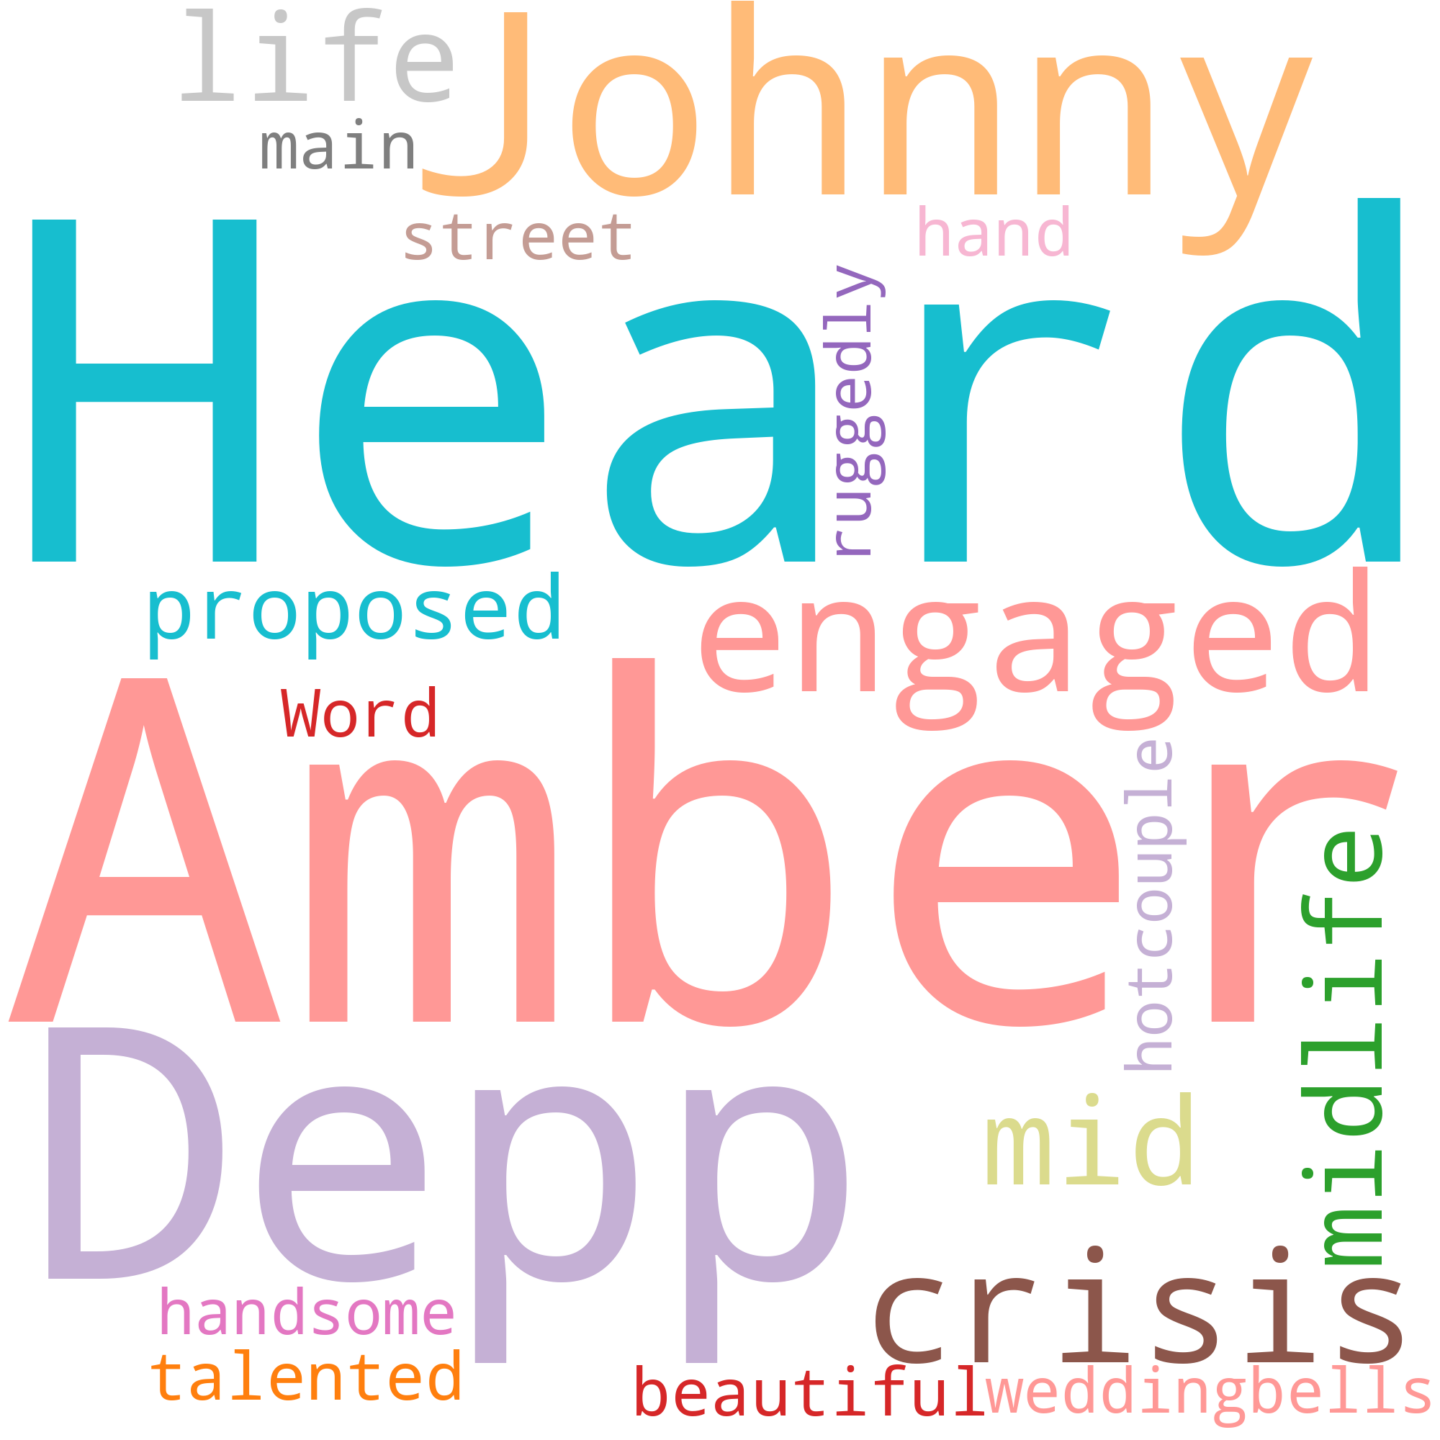 life
Johnny
main
street
hand
Heard
ruggedly
proposed
engaged
Word
Amber
hotcouple
midlife
Depp
mid
crisis
handsome
talented
beautiful
weddingbells